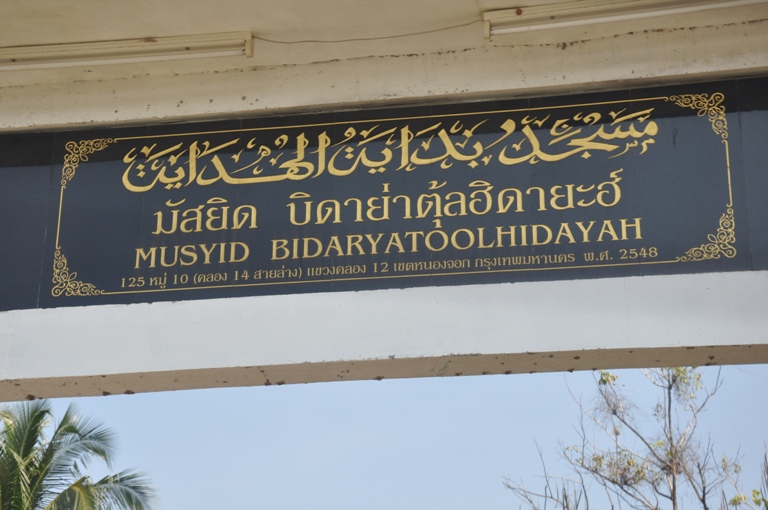 مسجد بداية الهداية
มัสยิด บิดาย่าตุ้ลฮิดายะฮ์
MUSYID BIDARYATOOLHIDAYAH
125 หมู่ 10 (คลอง 14 สายล่าง) แขวงคลอง 12 เขตหนองจอก กรุงเทพมหานคร พ.ศ. 2548